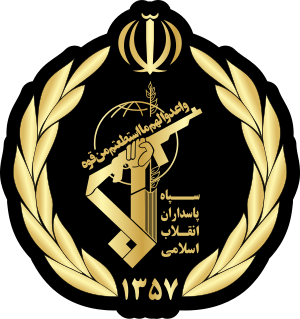 واعدوا لهم ما استطعتم من قوه
سپاه
پاسداران
انقلاب
اسلامی
۱۳۵۷